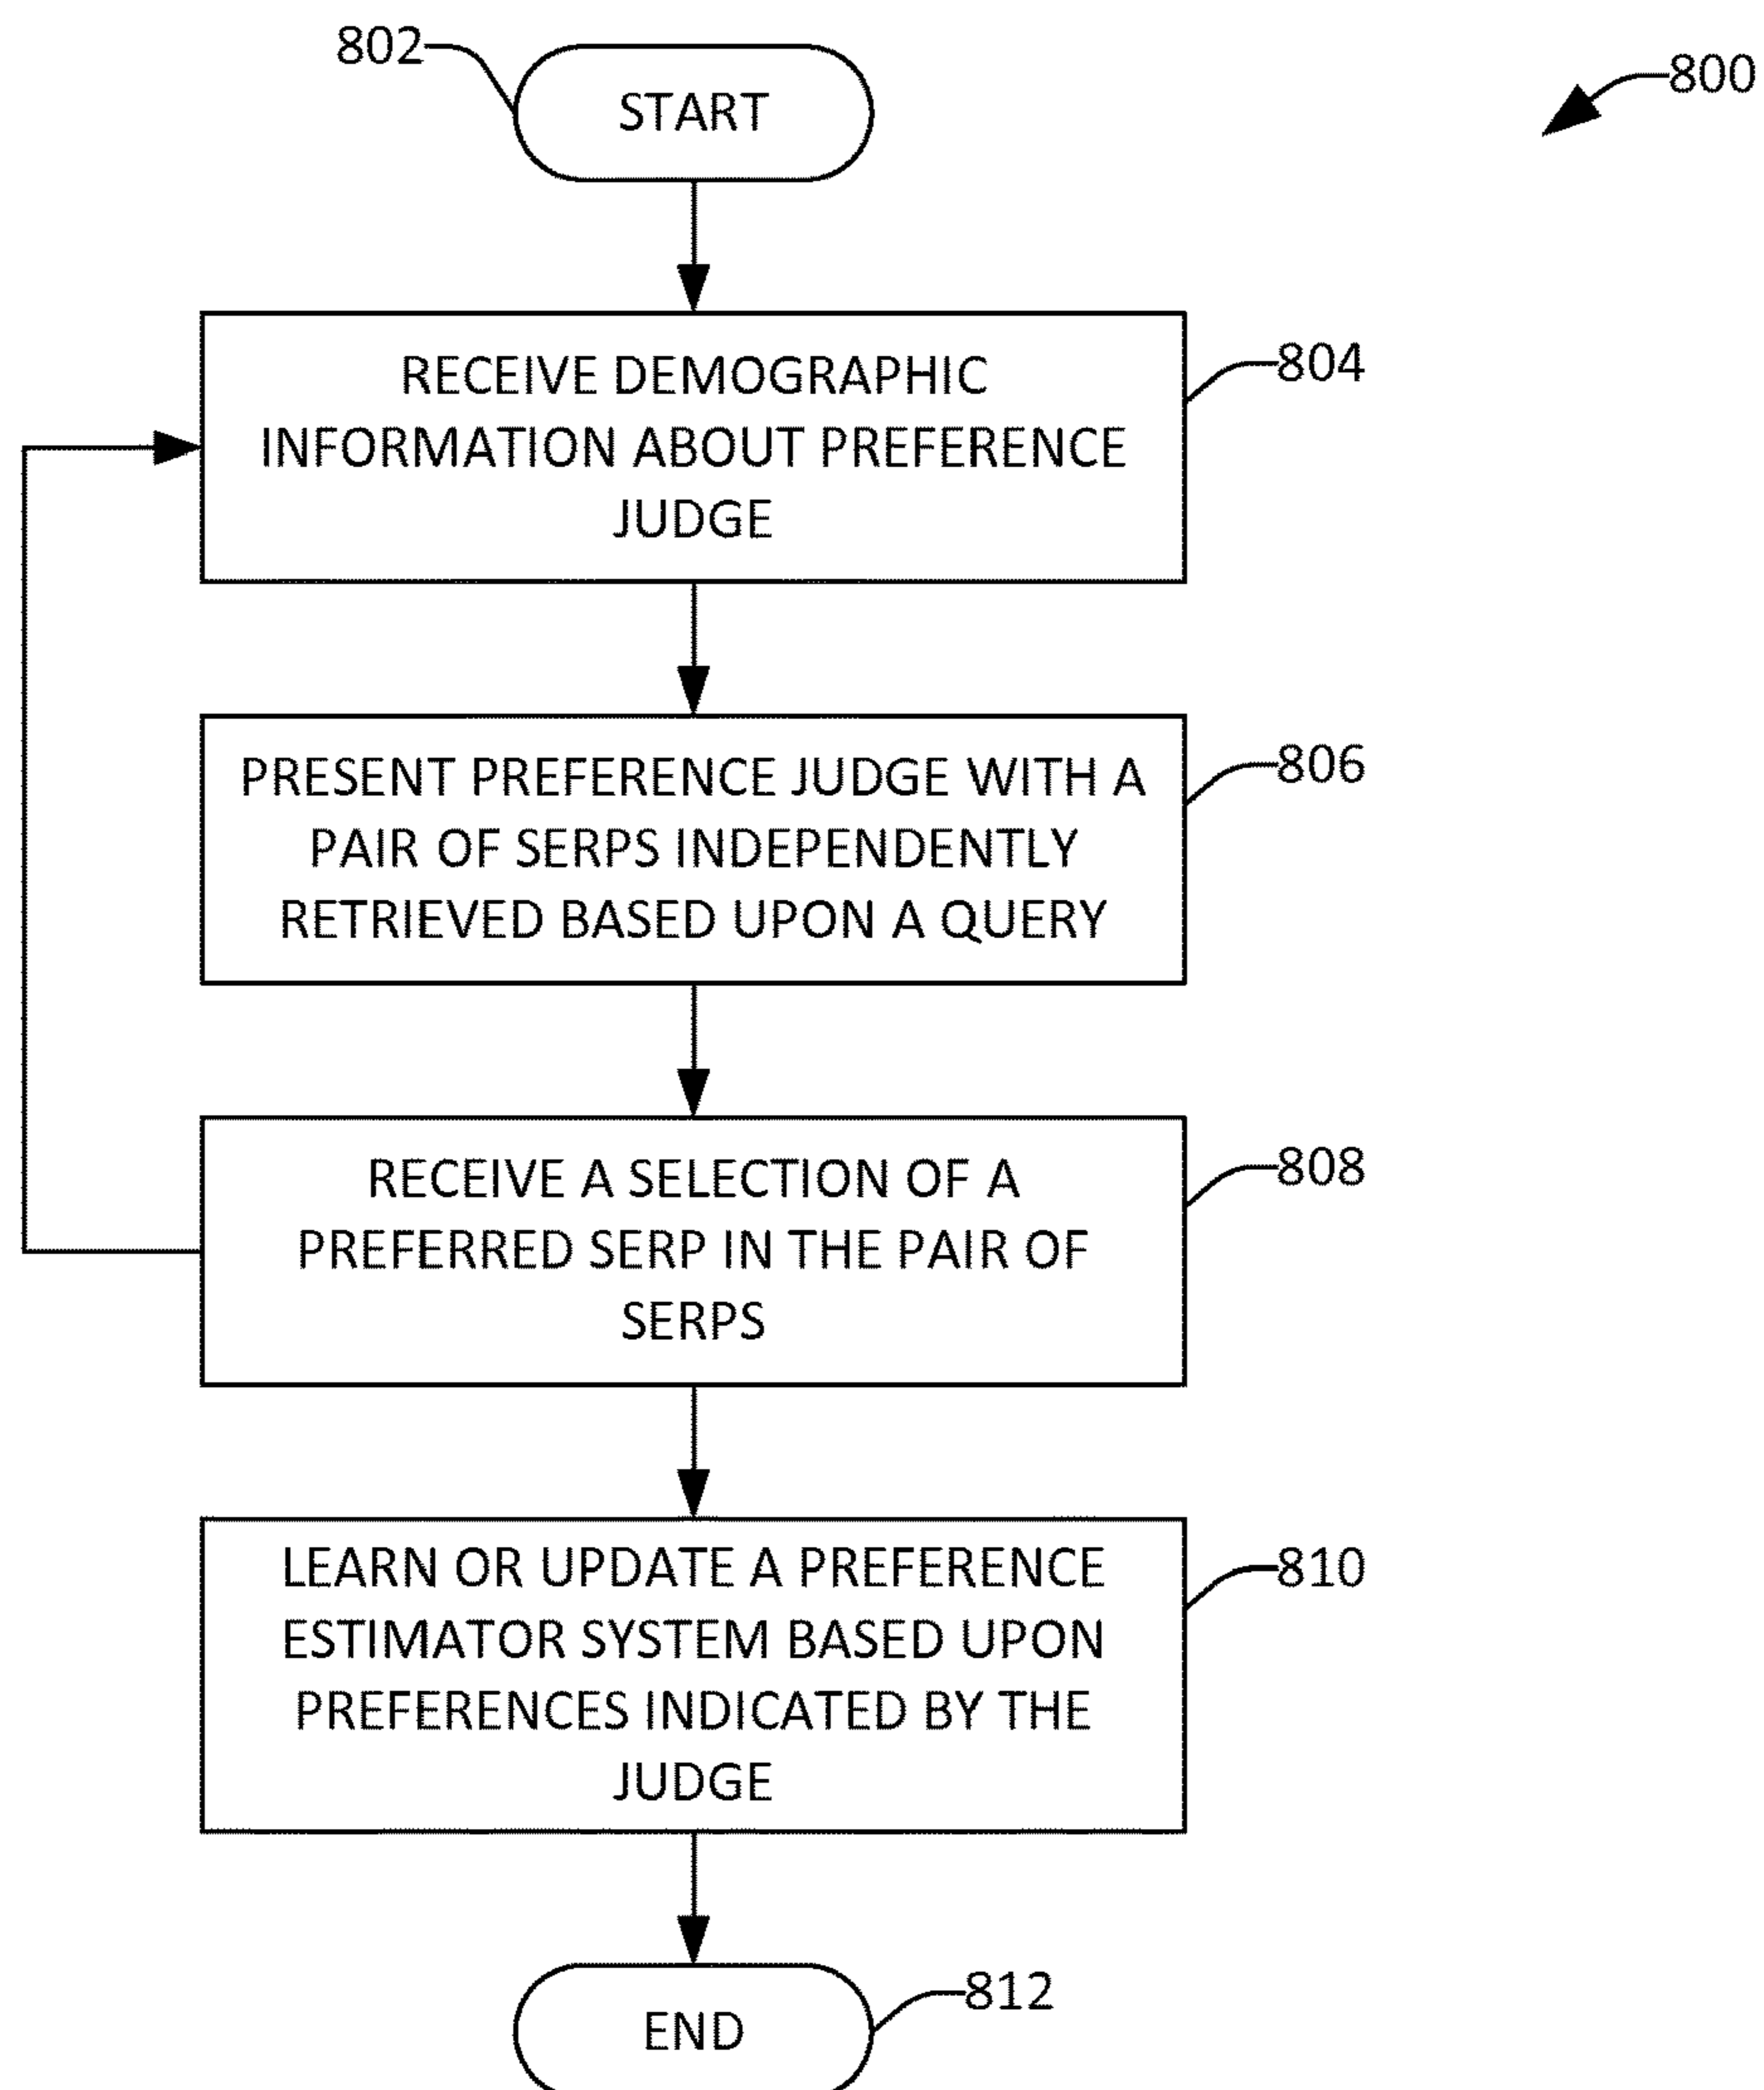 802
START
800
RECEIVE DEMOGRAPHIC
INFORMATION ABOUT PREFERENCE
JUDGE
804
PRESENT PREFERENCE JUDGE WITH A
PAIR OF SERPS INDEPENDENTLY
RETRIEVED BASED UPON A QUERY
806
RECEIVE A SELECTION OF A
PREFERRED SERP IN THE PAIR OF
SERPS
808
LEARN OR UPDATE A PREFERENCE
ESTIMATOR SYSTEM BASED UPON
PREFERENCES INDICATED BY THE
JUDGE
810
END
812